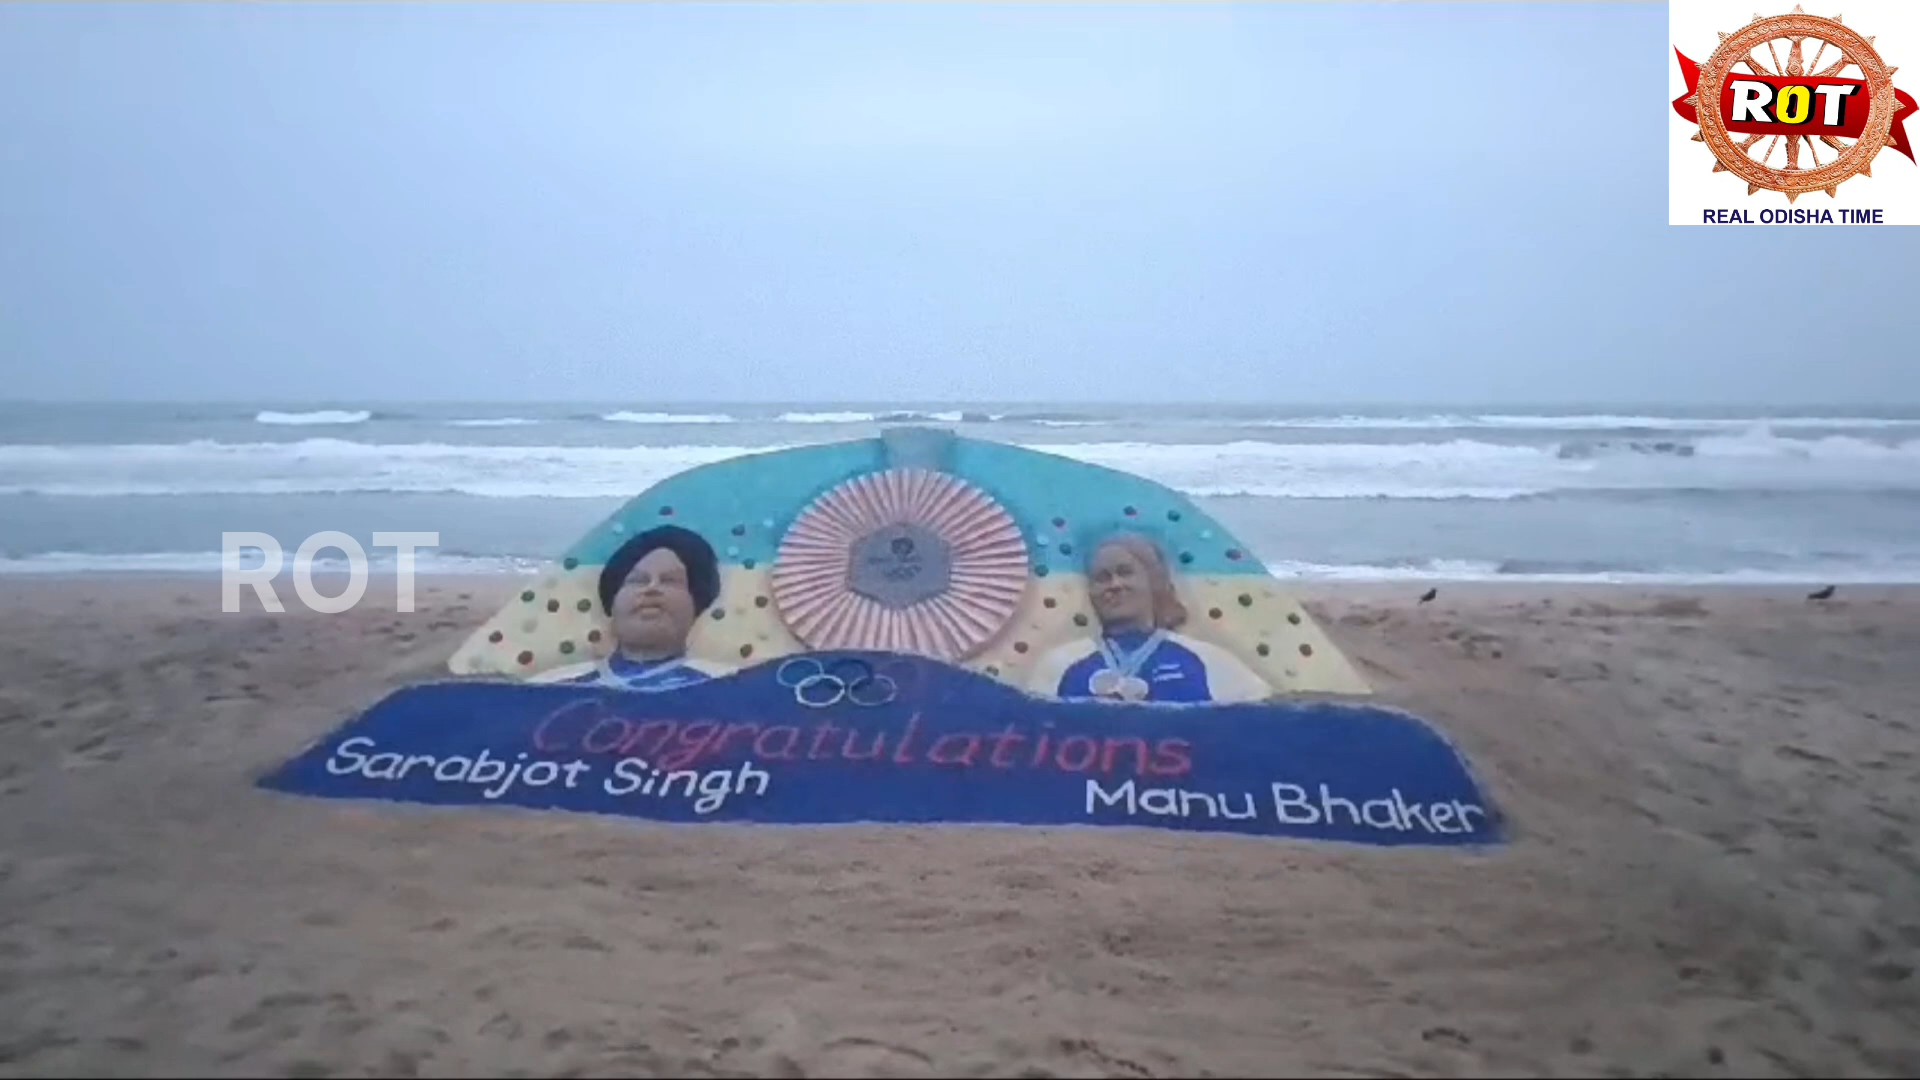 ROT
REAL ODISHA TIME
ROT
Congratulations
Sarabjot Singh
Manu Bhaker